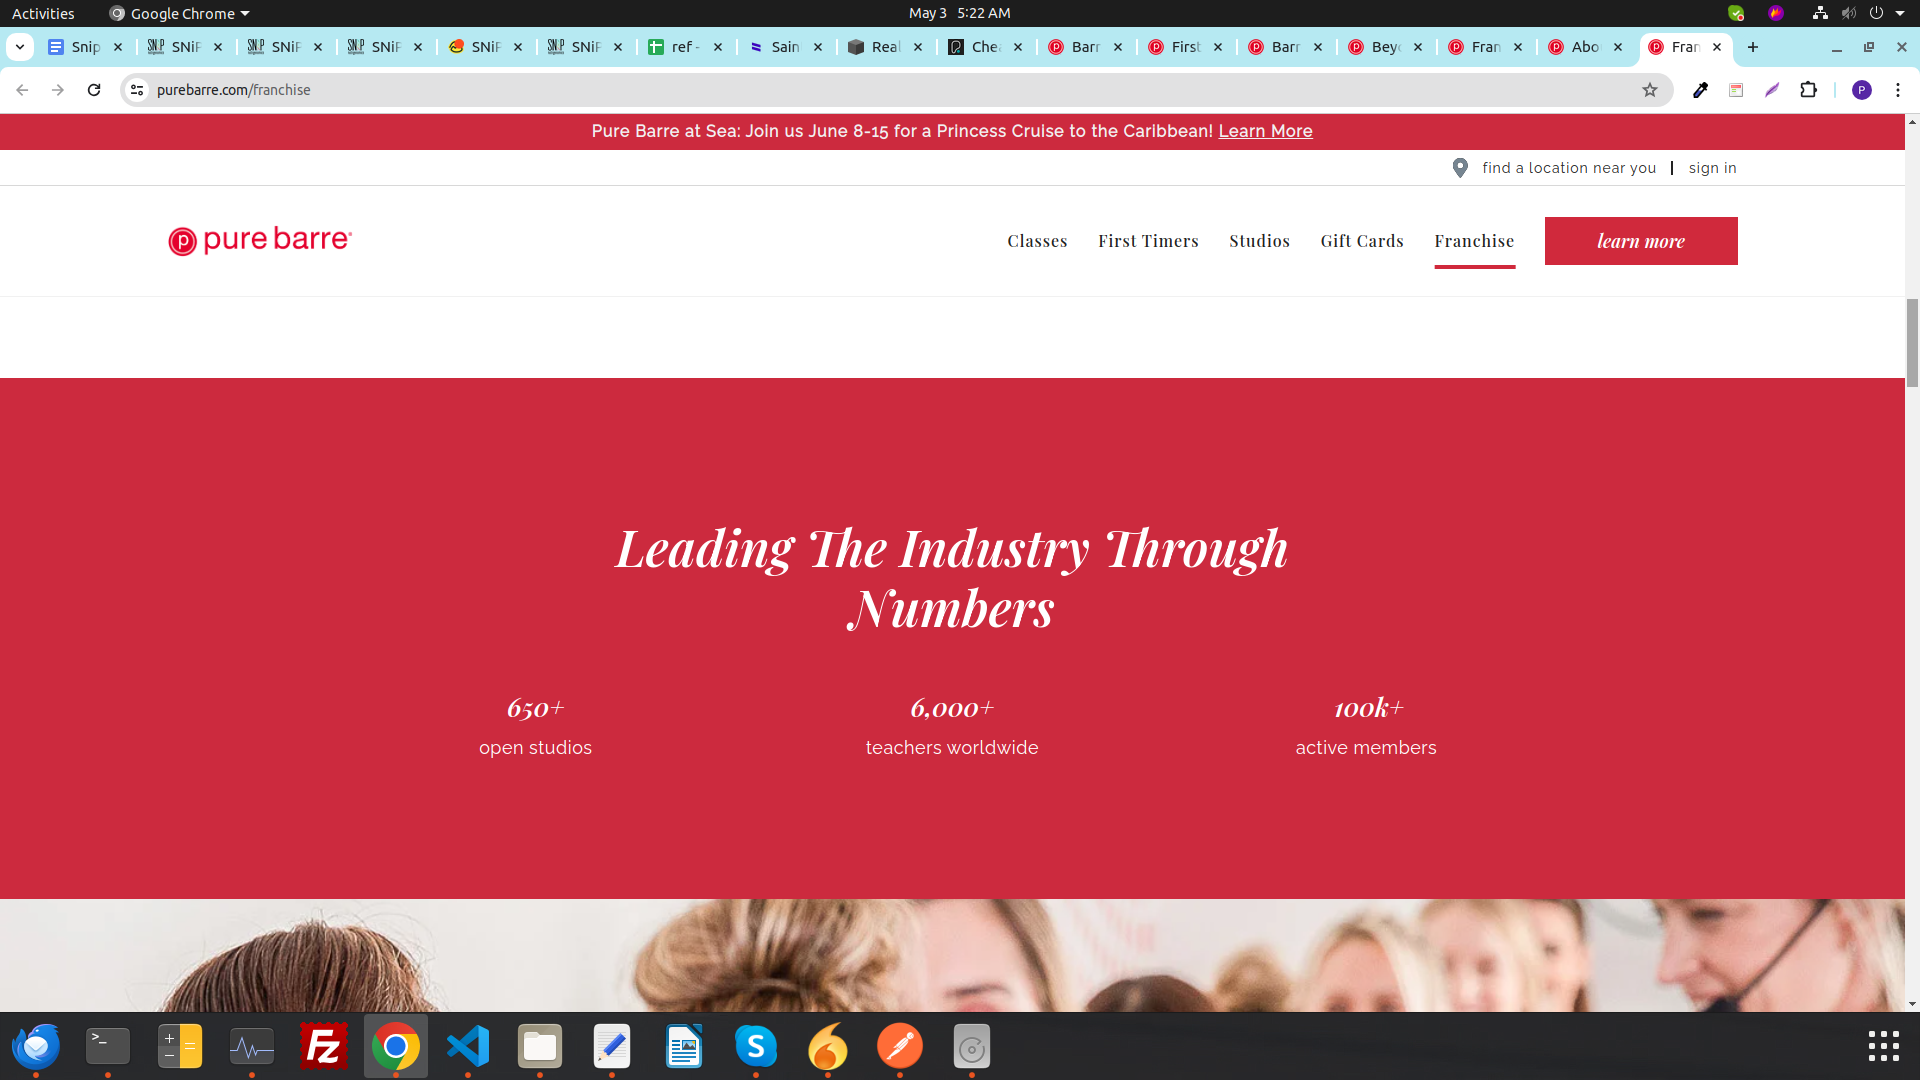 Activities
Google Chrome
May 3 5:22 AM
Snip
SNiP
SNiP
SNiP
SNiP
SNiP
ref -
Sain
Real
Chea
Barr
First
Barr
Beyo
Fran
Abo
Fran
purebarre.com/franchise
P
Pure Barre at Sea: Join us June 8-15 for a Princess Cruise to the Caribbean! Learn More
find a location near you
sign in
p pure barre
Classes
First Timers
Studios
Gift Cards
Franchise
learn more
Leading The Industry Through
Numbers
650+
6,000+
100k+
open studios
teachers worldwide
active members